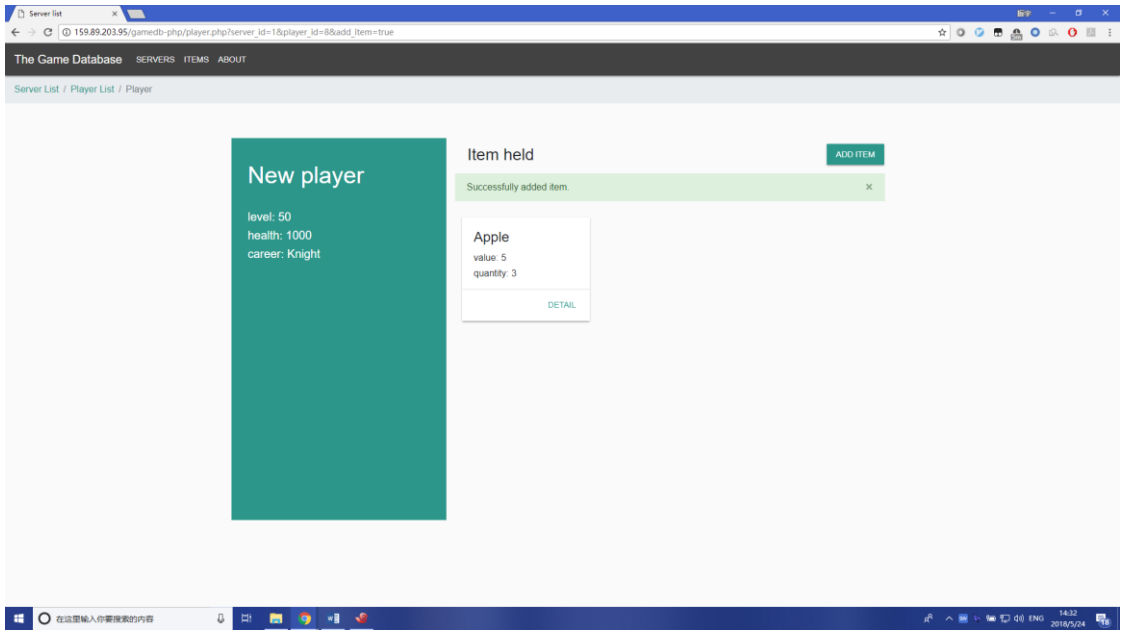 Server list
159.89.203.95/gamedb-php/player.php?server_id=1&player_id=8&add_item=true
The Game Database SERVERS ITEMS ABOUT
Server List / Player List / Player
New player
level: 50
health: 1000
career: Knight
Item held
ADD ITEM
Successfully added item.
Apple
value: 5
quantity: 3
DETAIL
在这里输入你要搜索的内容
ENG
14:32
2018/5/24